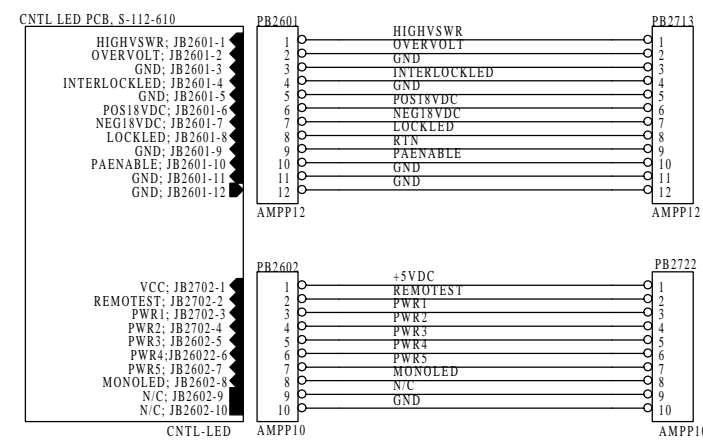 CNTL LED PCB, S-112-610
HIGHVSWR; JB2601-1
OVERVOLT; JB2601-2
GND; JB2601-3
INTERLOCKLED; JB2601-4
GND; JB2601-5
POS18VDC; JB2601-6
NEG18VDC; JB2601-7
LOCKLED; JB2601-8
GND; JB2601-9
PAENABLE; JB2601-10
GND; JB2601-11
GND; JB2601-12
PB2601
1
2
3
4
5
6
7
8
9
10
11
12
AMPP12
HIGHVSWR
OVERVOLT
GND
INTERLOCKLED
GND
POS18VDC
NEG18VDC
LOCKLED
RTN
PAENABLE
GND
GND
PB2713
1
2
3
4
5
6
7
8
9
10
11
12
AMPP12
VCC; JB2702-1
REMOTEST; JB2702-2
PWR1; JB2702-3
PWR2; JB2702-4
PWR3; JB2602-5
PWR4;JB26022-6
PWR5; JB2602-7
MONOLED; JB2602-8
N/C; JB2602-9
N/C; JB2602-10
CNTL-LED
PB2602
1
2
3
4
5
6
7
8
9
10
AMPP10
+5VDC
REMOTEST
PWR1
PWR2
PWR3
PWR4
PWR5
MONOLED
N/C
GND
PB2722
1
2
3
4
5
6
7
8
9
10
AMPP10